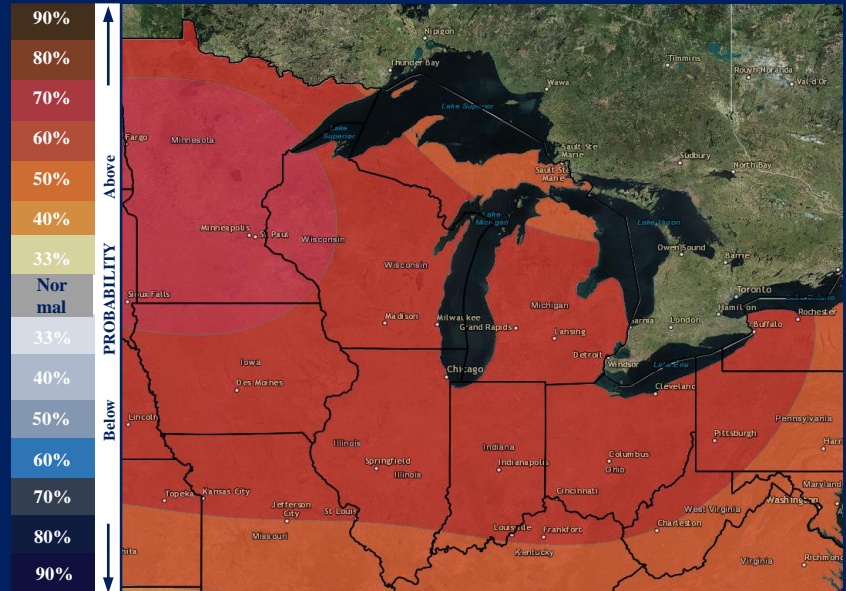 90%
80%
70%
60%
50%
40%
33%
Nor
mal
33%
40%
50%
60%
70%
80%
90%
Above
PROBABILITY
Below
Nipigon
Thunder Bay
Timmins
Rouyn-Noranda
Val-d'Or
Wawa
Lake Superior
Fargo
Minnesota
Lake
Superior
Sault Ste
Marie
Sudbury
North Bay
Sault Ste
Marie
Minneapolis
St Paul
Wisconsin
Lake
Michigan
Lake Huron
Owen Sound
Barrie
Wisconsin
Toronto
Sioux Falls
Michigan
Hamilton
Madison
Milwaukee
Grand Rapids
Lansing
Sarnia
London
Buffalo
Rochester
Detroit
Windsor
Lake Erie
Iowa
Chicago
Des Moines
Cleveland
Lincoln
Pennsylvania
Illinois
Indiana
Pittsburgh
Springfield
Illinois
Indianapolis
Columbus
Ohio
Topeka
Kansas City
Cincinnati
Maryland
Washington
Jefferson
City
St Louis
West Virginia
Missouri
Louisville
Frankfort
Charleston
Kentucky
Virginia